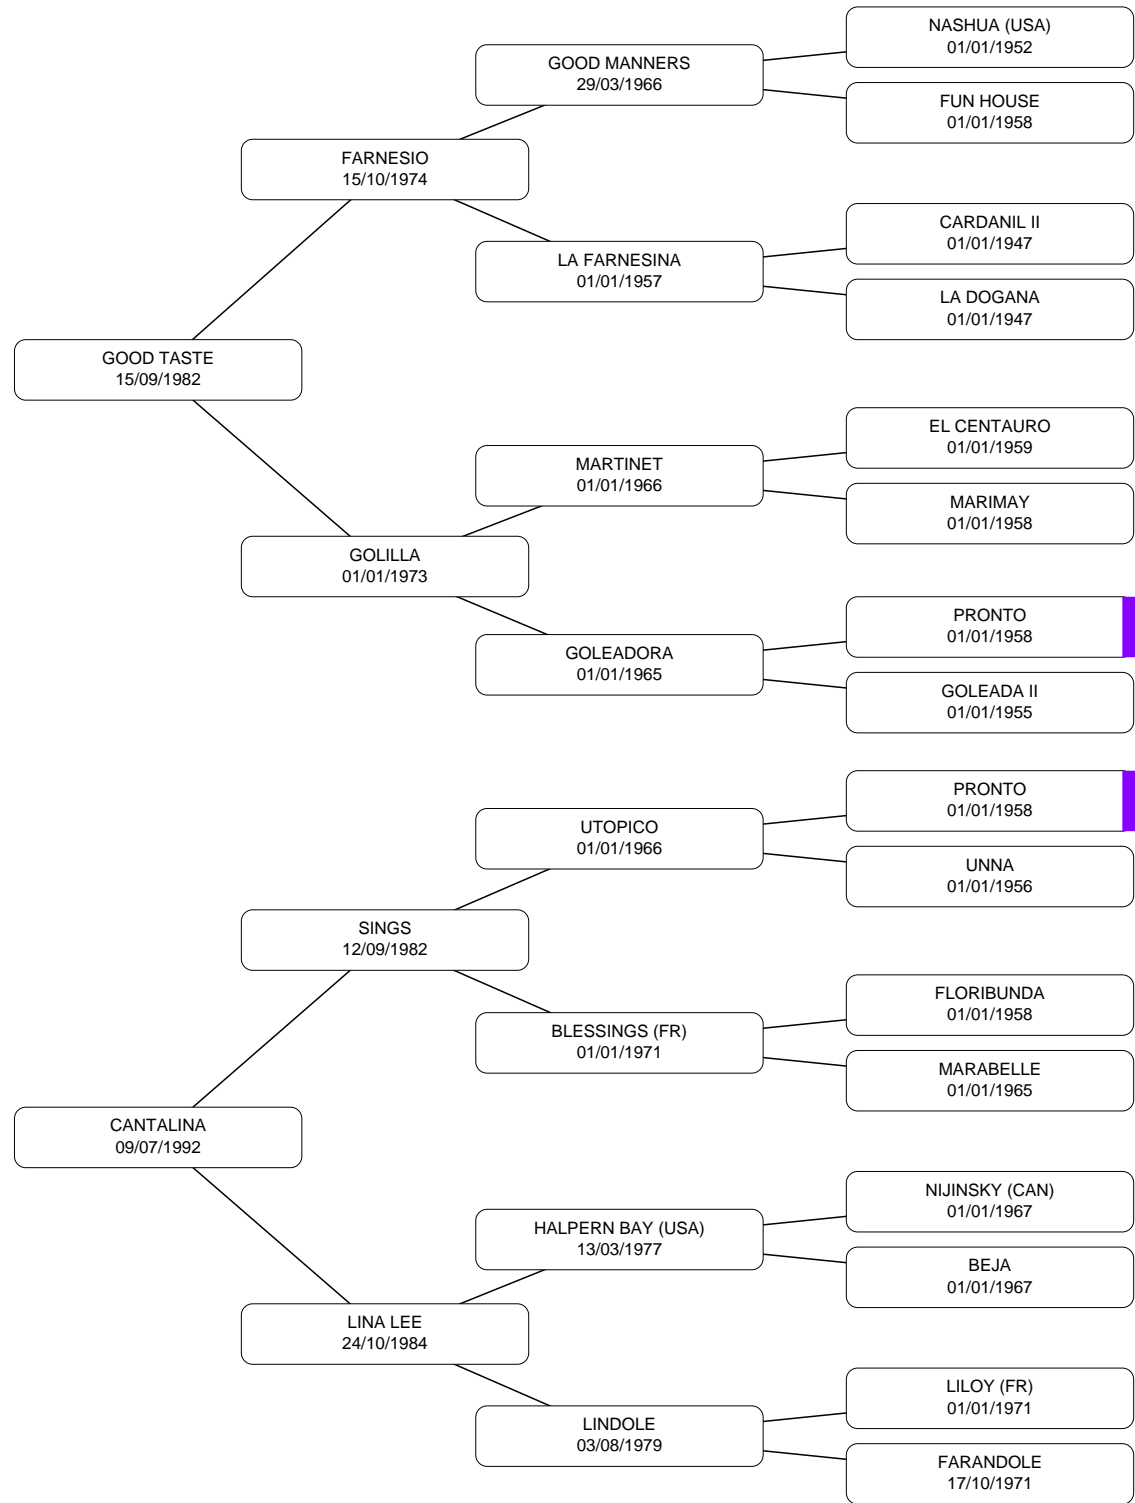 NASHUA (USA)
01/01/1952
GOOD MANNERS
29/03/1966
FUN HOUSE
01/01/1958
FARNESIO
15/10/1974
CARDANIL II
01/01/1947
LA FARNESINA
01/01/1957
LA DOGANA
01/01/1947
GOOD TASTE
15/09/1982
EL CENTAURO
01/01/1959
MARTINET
01/01/1966
MARIMAY
01/01/1958
GOLILLA
01/01/1973
PRONTO
01/01/1958
GOLEADORA
01/01/1965
GOLEADA II
01/01/1955
PRONTO
01/01/1958
UTOPICO
01/01/1966
UNNA
01/01/1956
SINGS
12/09/1982
FLORIBUNDA
01/01/1958
BLESSINGS (FR)
01/01/1971
MARABELLE
01/01/1965
CANTALINA
09/07/1992
NIJINSKY (CAN)
01/01/1967
HALPERN BAY (USA)
13/03/1977
BEJA
01/01/1967
LINA LEE
24/10/1984
LILOY (FR)
01/01/1971
LINDOLE
03/08/1979
FARANDOLE
17/10/1971